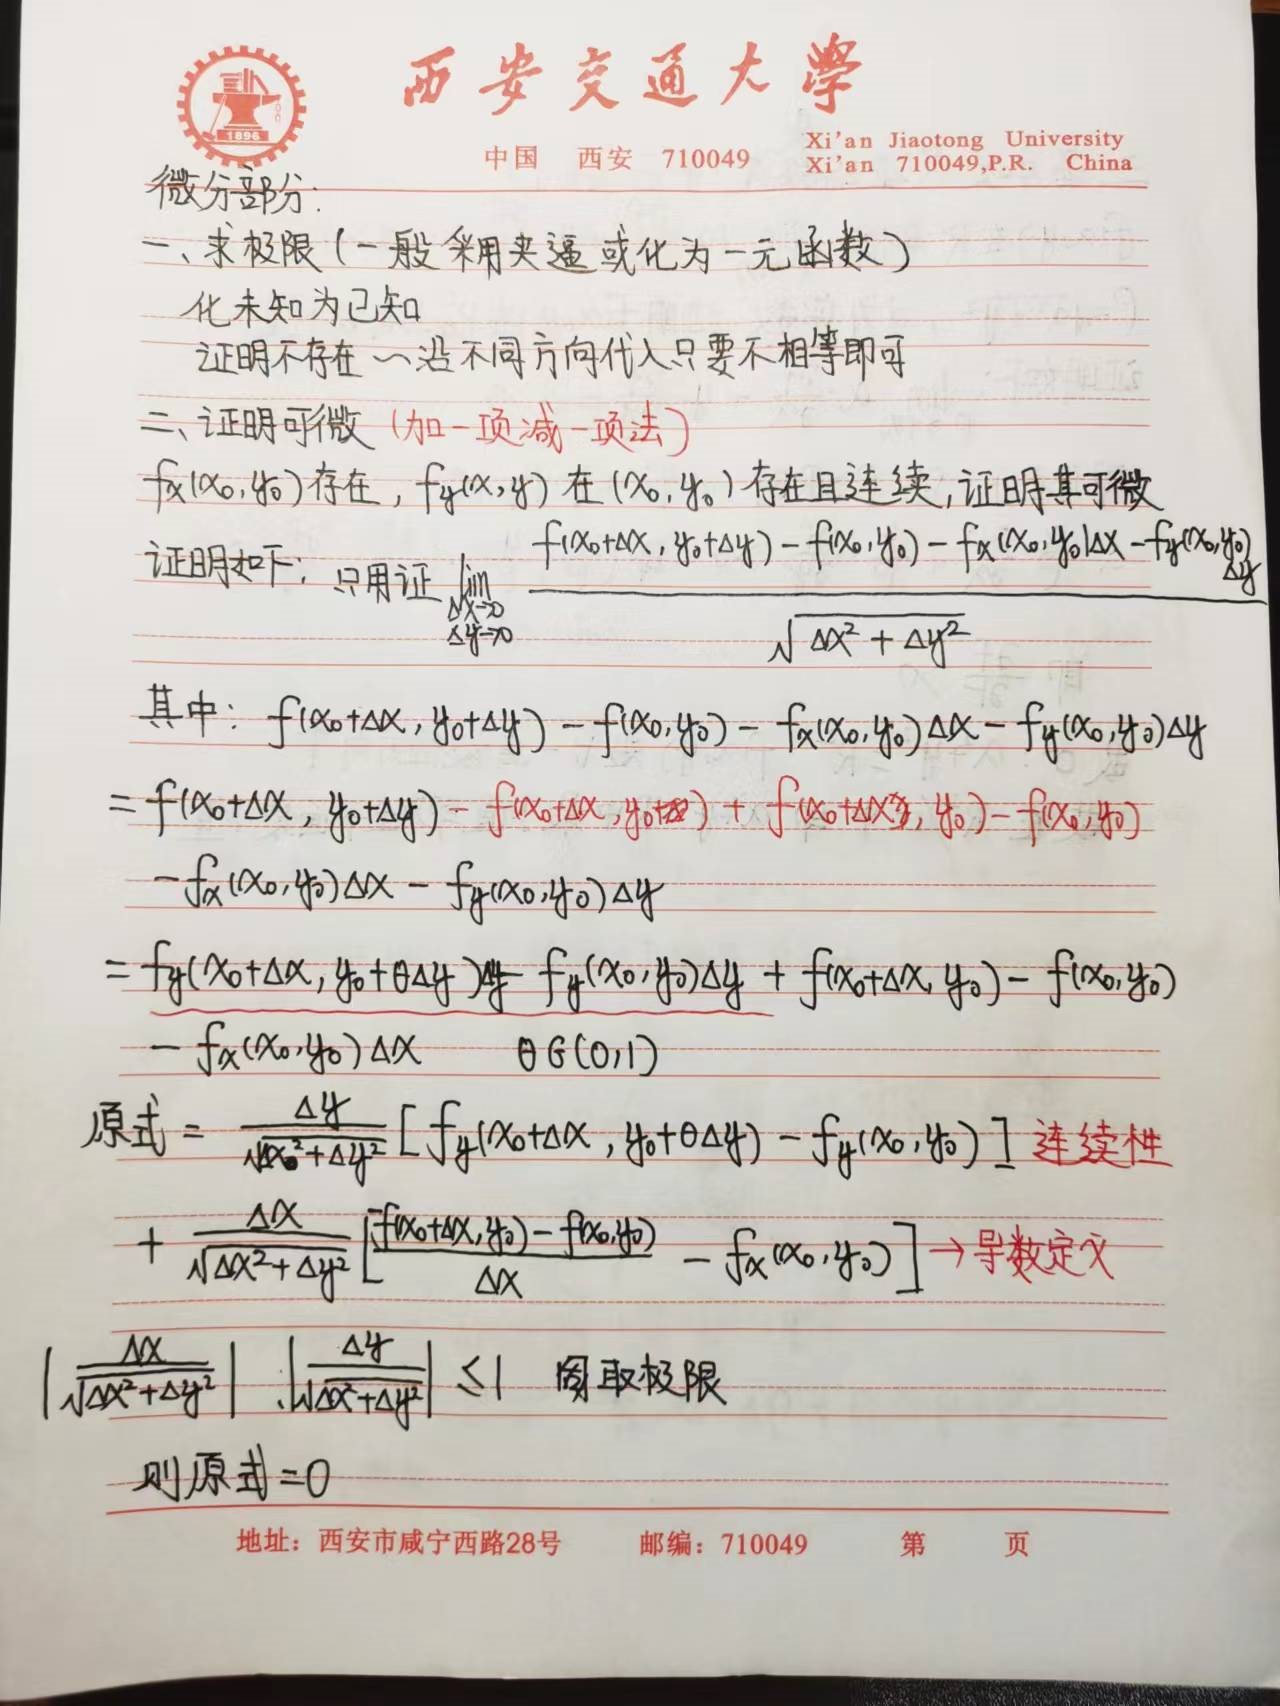 1896
西安交通大學
中国 西安 710049
Xi'an Jiaotong University
Xi'an 710049,P.R. China
微分部分:
一、求极限(一般采用夹逼或化为一元函数)
化未知为已知
证明不存在~沿不同方向代入只要不相等即可
二、证明可微(加一项减一项法)
fx(x₀,y₀)存在,fy(x,y)在(x₀,y₀)存在且连续,证明其可微
证明如下: 只用证 lim Δx→0 Δy→0 f(x₀+Δx, y₀+Δy) − f(x₀,y₀) − fx(x₀,y₀)Δx − fy(x₀,y₀)Δy
√Δx²+Δy²
其中: f(x₀+Δx, y₀+Δy) − f(x₀,y₀) − fx(x₀,y₀)Δx − fy(x₀,y₀)Δy
= f(x₀+Δx, y₀+Δy) − f(x₀+Δx, y₀) + f(x₀+Δx, y₀) − f(x₀,y₀)
− fx(x₀,y₀)Δx − fy(x₀,y₀)Δy
= fy(x₀+Δx, y₀+θΔy)Δy − fy(x₀,y₀)Δy + f(x₀+Δx, y₀) − f(x₀,y₀)
− fx(x₀,y₀)Δx θ∈(0,1)
原式 = Δy/√Δx²+Δy² [fy(x₀+Δx, y₀+θΔy) − fy(x₀,y₀)] 连续性
+ Δx/√Δx²+Δy² [f(x₀+Δx,y₀)−f(x₀,y₀)/Δx − fx(x₀,y₀)] → 导数定义
|Δx/√Δx²+Δy²| . |Δy/√Δx²+Δy²| ≤1 取极限
则原式=0
地址：西安市咸宁西路28号 邮编：710049 第 页